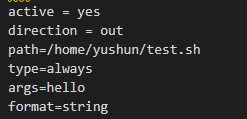 active = yes
direction = out
path=/home/yushun/test.sh
type=always
args=hello
format=string